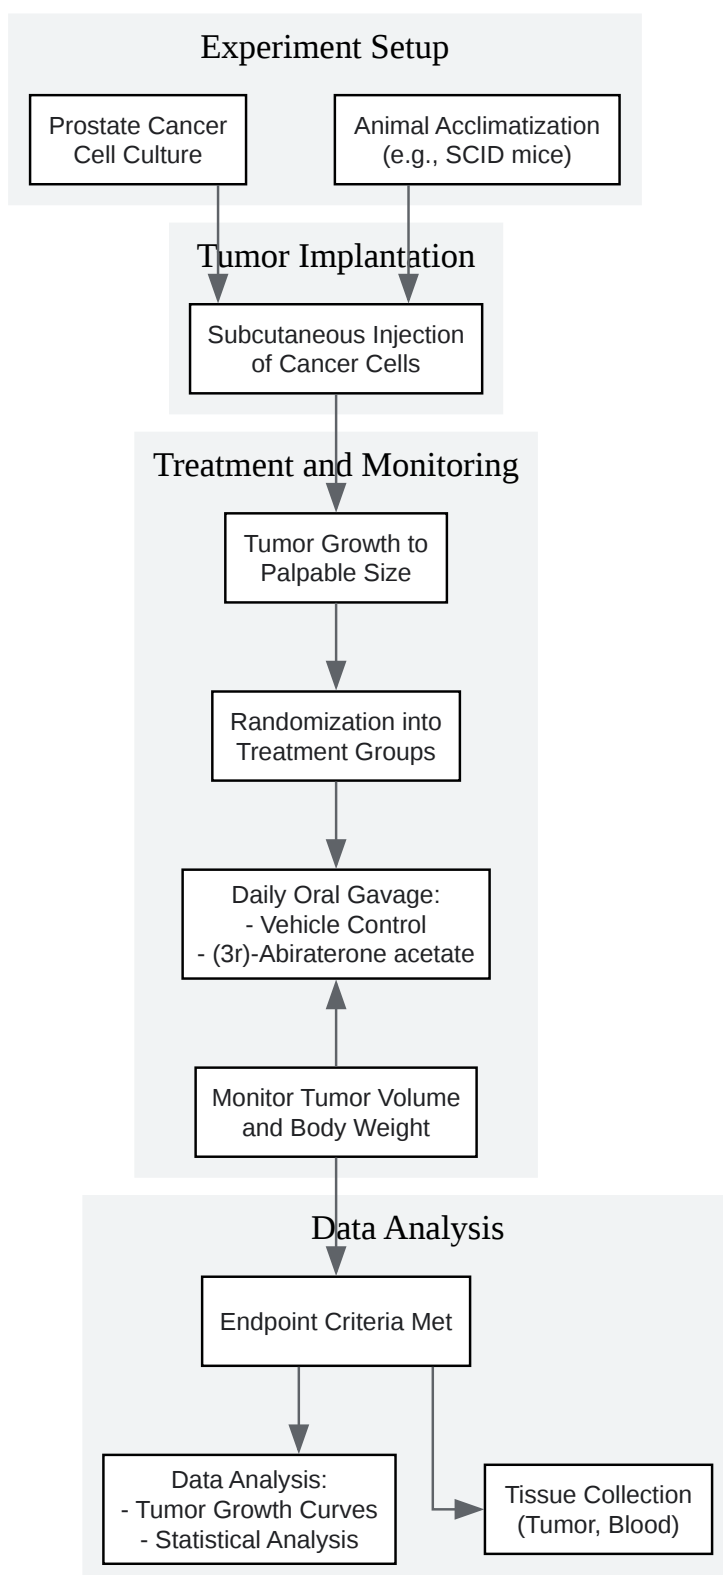 Experiment Setup
Prostate Cancer
Cell Culture
Animal Acclimatization
(e.g., SCID mice)
Tumor Implantation
Subcutaneous Injection
of Cancer Cells
Treatment and Monitoring
Tumor Growth to
Palpable Size
Randomization into
Treatment Groups
Daily Oral Gavage:
- Vehicle Control
- (3r)-Abiraterone acetate
Monitor Tumor Volume
and Body Weight
Data Analysis
Endpoint Criteria Met
Data Analysis:
- Tumor Growth Curves
- Statistical Analysis
Tissue Collection
(Tumor, Blood)